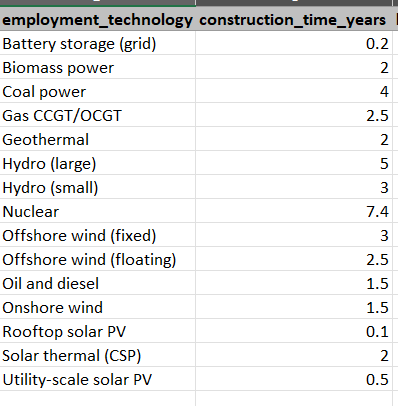 employment_technology construction_time_years
Battery storage (grid) 0.2
Biomass power 2
Coal power 4
Gas CCGT/OCGT 2.5
Geothermal 2
Hydro (large) 5
Hydro (small) 3
Nuclear 7.4
Offshore wind (fixed) 3
Offshore wind (floating) 2.5
Oil and diesel 1.5
Onshore wind 1.5
Rooftop solar PV 0.1
Solar thermal (CSP) 2
Utility-scale solar PV 0.5